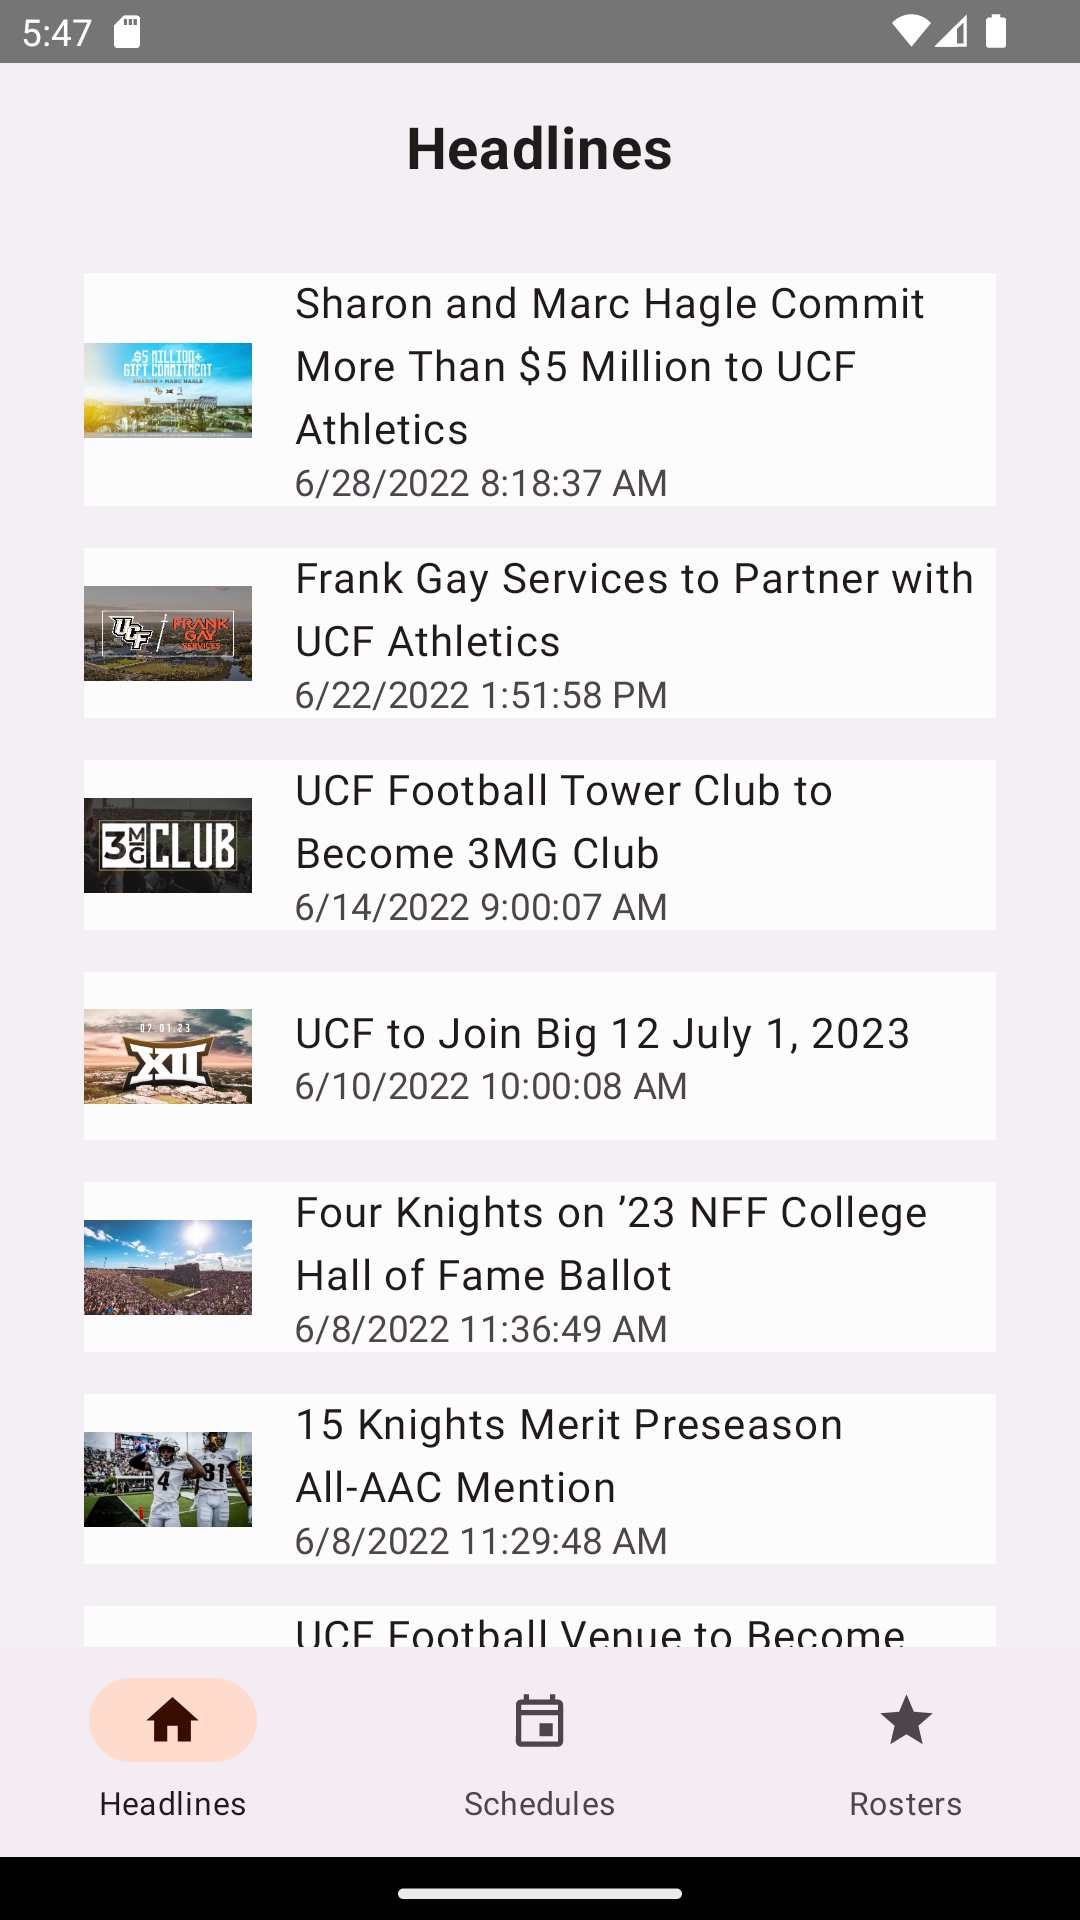 5:47
Headlines
Sharon and Marc Hagle Commit
More Than $5 Million to UCF
Athletics
6/28/2022 8:18:37 AM
$5 MILLION+
GIFT COMMITMENT
SHARON + MARC HAGLE
Frank Gay Services to Partner with
UCF Athletics
6/22/2022 1:51:58 PM
UCF
FRANK
GAY
SERVICES
UCF Football Tower Club to
Become 3MG Club
6/14/2022 9:00:07 AM
3MG CLUB
UCF to Join Big 12 July 1, 2023
6/10/2022 10:00:08 AM
07.01.23
XII
Four Knights on ’23 NFF College
Hall of Fame Ballot
6/8/2022 11:36:49 AM
15 Knights Merit Preseason
All-AAC Mention
6/8/2022 11:29:48 AM
4
31
UCF Football Venue to Become
Headlines
Schedules
Rosters